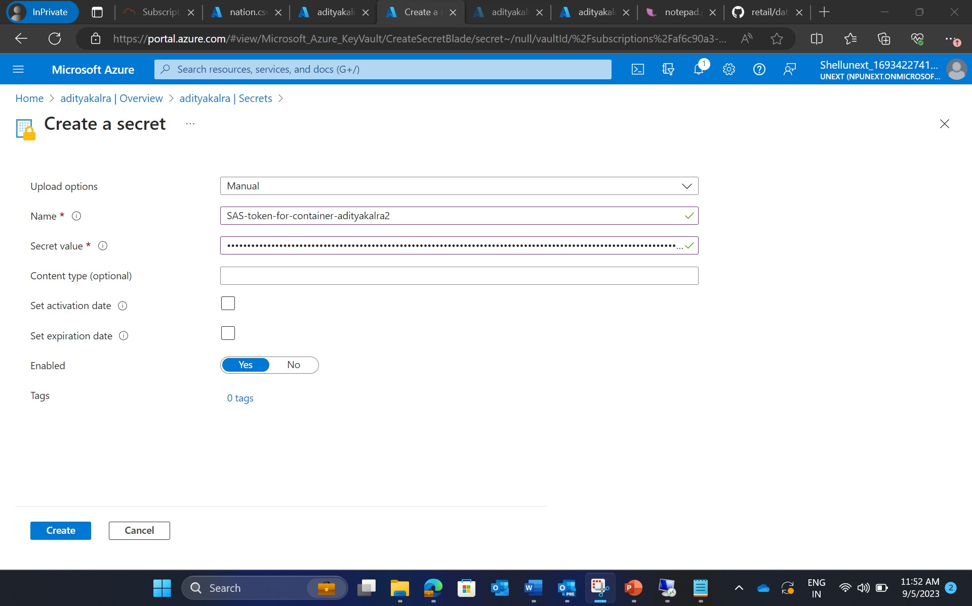 InPrivate
Subscript
nation.cs
adityakal
Create a
adityakal
adityakal
notepad
retail/dat
https://portal.azure.com/#view/Microsoft_Azure_KeyVault/CreateSecretBlade/secret~/null/vaultId/%2Fsubscriptions%2Faf6c90a3-...
Microsoft Azure
Search resources, services, and docs (G+/)
1
Shellunext_1693422741...
UNEXT (NPUNEXT.ONMICROSOF...
Home > adityakalra | Overview > adityakalra | Secrets >
Create a secret ...
Upload options
Manual
Name *
SAS-token-for-container-adityakalra2
Secret value *
Content type (optional)
Set activation date
Set expiration date
Enabled
Yes No
Tags
0 tags
Create
Cancel
Search
ENG
IN
11:52 AM
9/5/2023
2